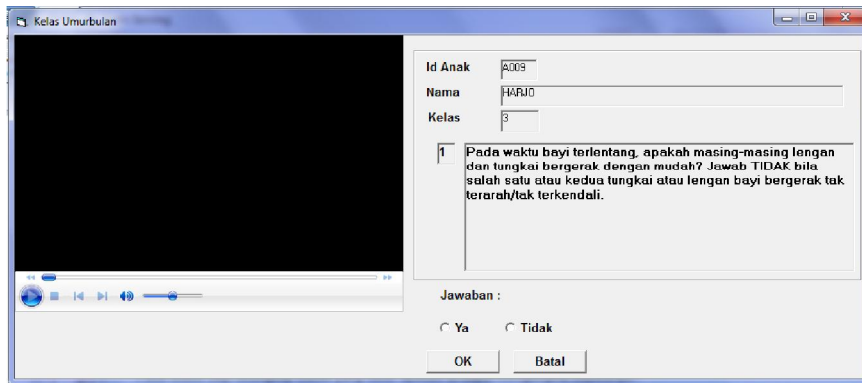 Kelas Umurbulan
Id Anak A009
Nama HARJO
Kelas 3
1 Pada waktu bayi terlentang, apakah masing-masing lengan
dan tungkai bergerak dengan mudah? Jawab TIDAK bila
salah satu atau kedua tungkai atau lengan bayi bergerak tak
terarah/tak terkendali.
Jawaban :
Ya Tidak
OK Batal